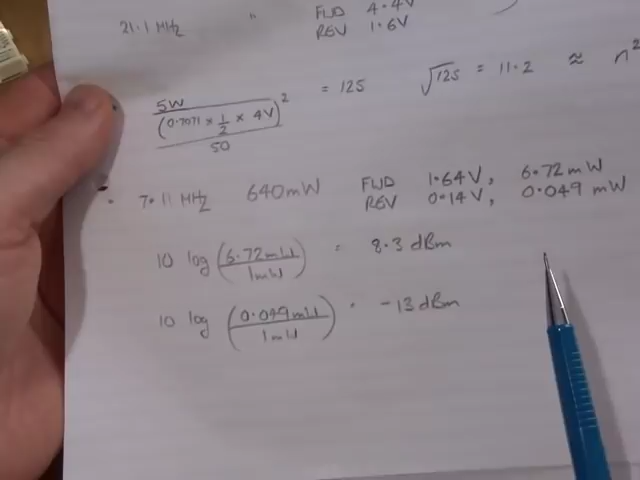 21.1 MHz " FWD 4.4V
REV 1.6V
5W / ((0.7071 × 1/2 × 4V)² / 50) = 125 √125 = 11.2 ≈ n²
7.11 MHz 640mW FWD 1.64V, 6.72mW
REV 0.14V, 0.049 mW
10 log (6.72mW / 1mW) = 8.3 dBm
10 log (0.049mW / 1mW) = -13 dBm